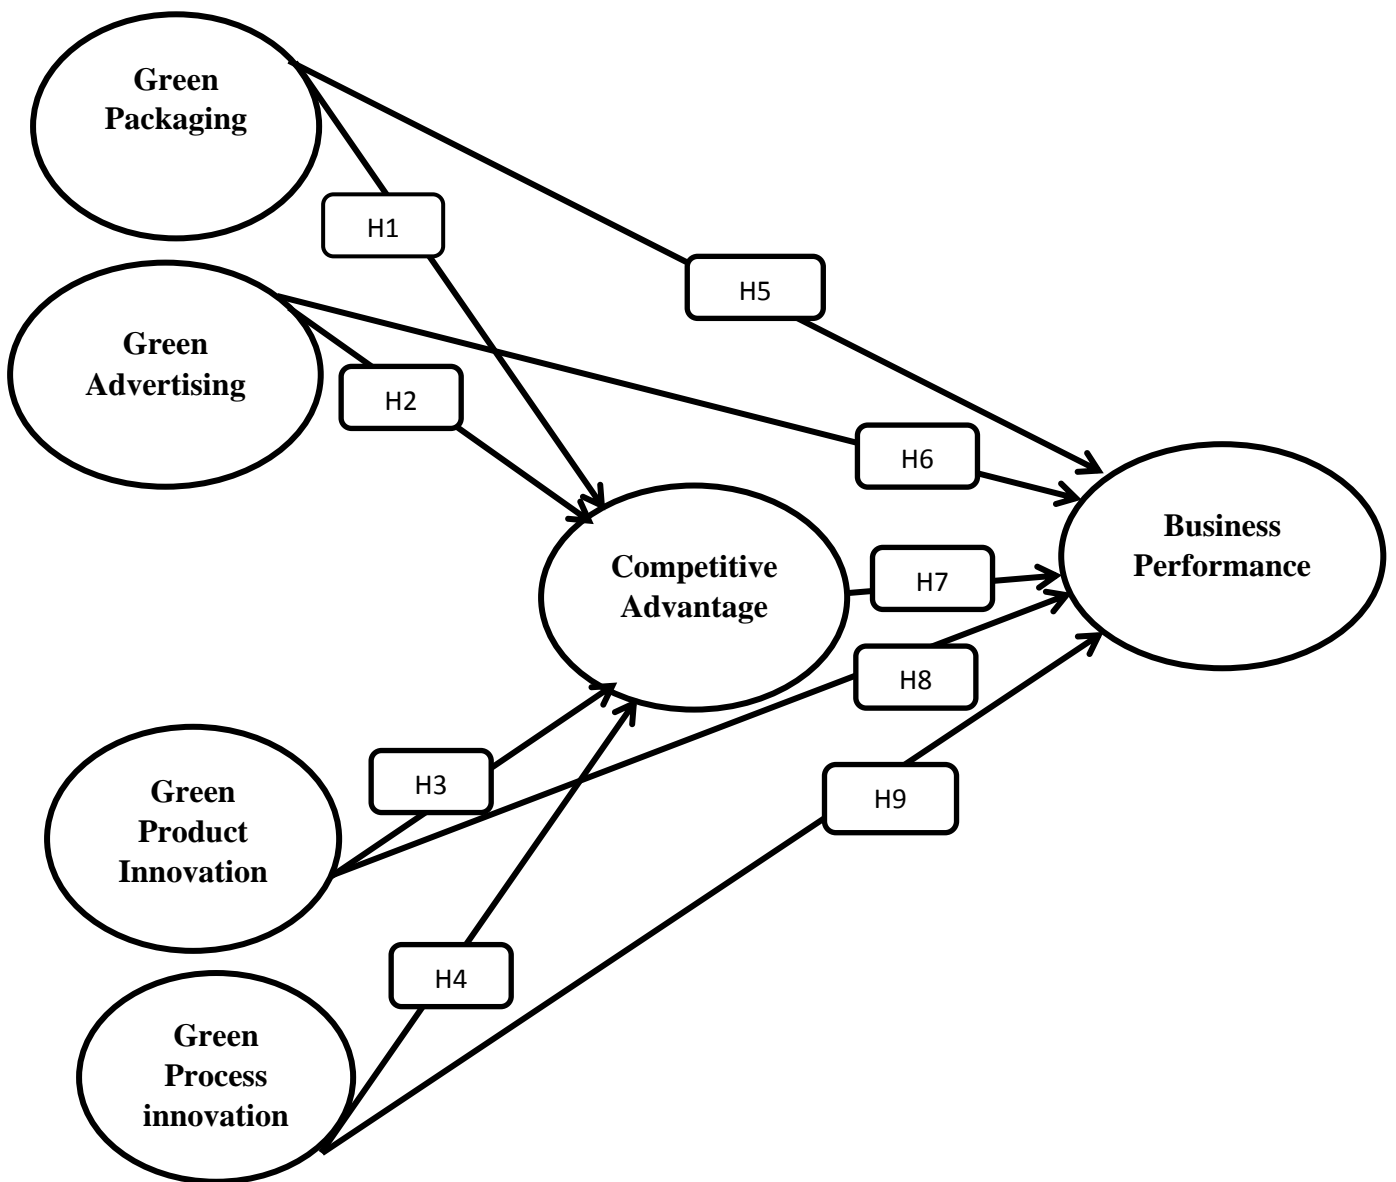 Green
Packaging
H1
H5
Green
Advertising
H2
H6
Business
Performance
Competitive
Advantage
H7
H8
Green
Product
Innovation
H3
H9
H4
Green
Process
innovation